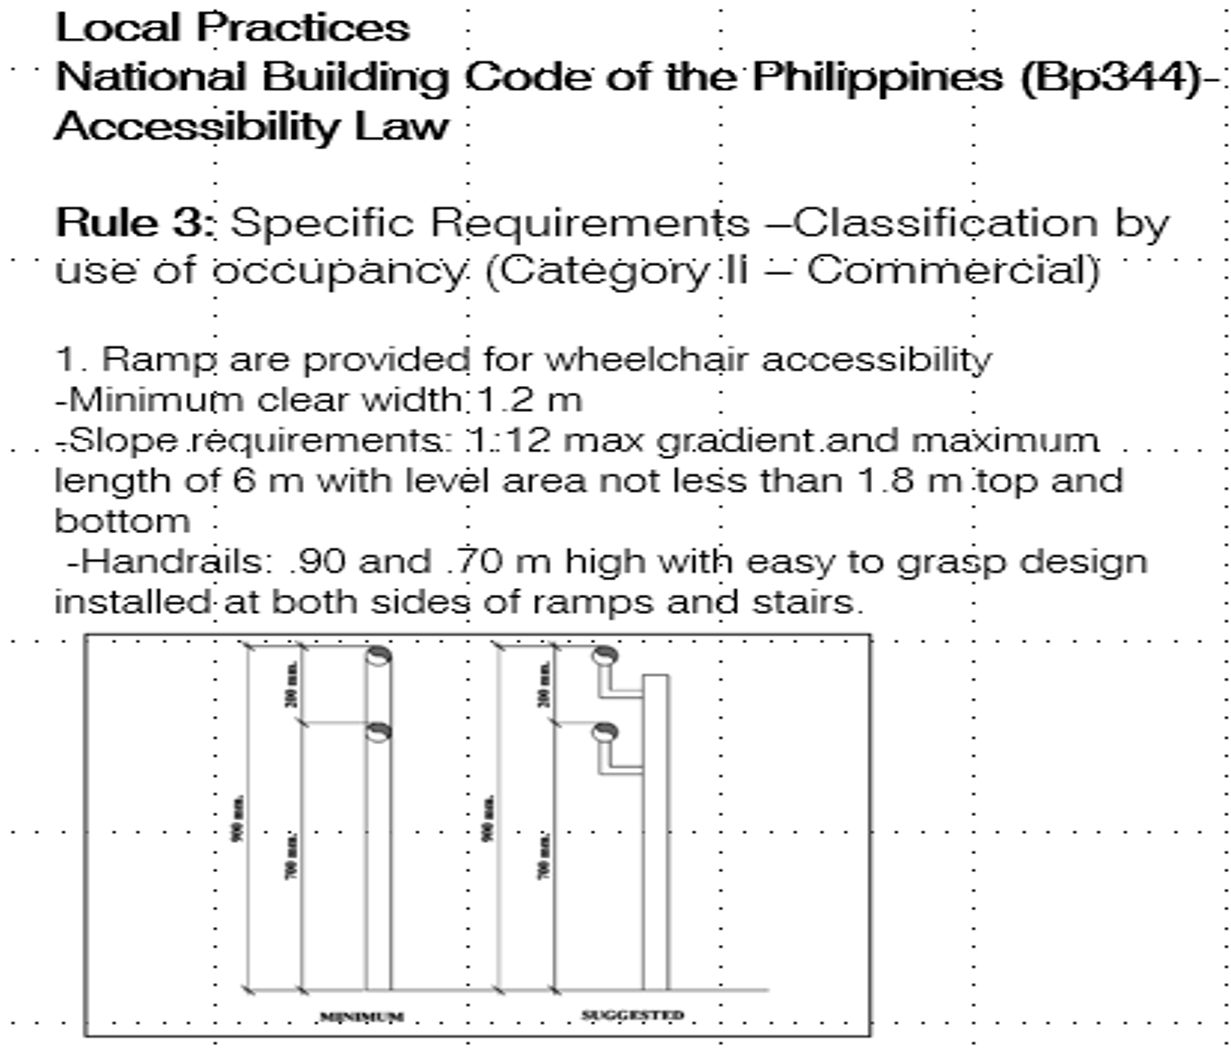 Local Practices
National Building Code of the Philippines (Bp344)-
Accessibility Law
Rule 3: Specific Requirements –Classification by
use of occupancy (Category II – Commercial)
1. Ramp are provided for wheelchair accessibility
-Minimum clear width 1.2 m
-Slope requirements: 1:12 max gradient and maximum
length of 6 m with level area not less than 1.8 m top and
bottom
-Handrails: .90 and .70 m high with easy to grasp design
installed at both sides of ramps and stairs.
200 mm.
900 mm.
700 mm.
200 mm.
900 mm.
700 mm.
MINIMUM
SUGGESTED